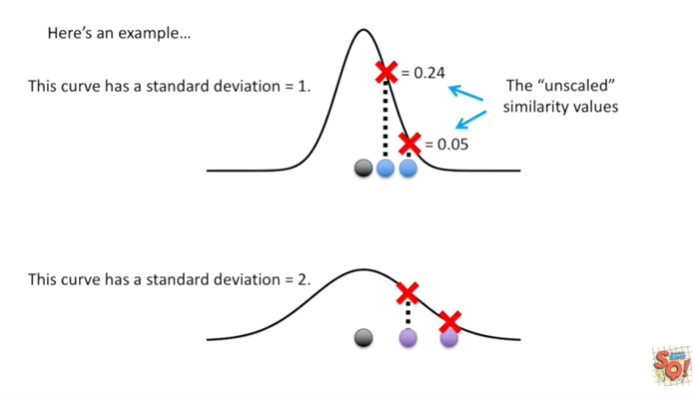 Here's an example...
This curve has a standard deviation = 1.
= 0.24
The “unscaled”
similarity values
= 0.05
This curve has a standard deviation = 2.
SQ!